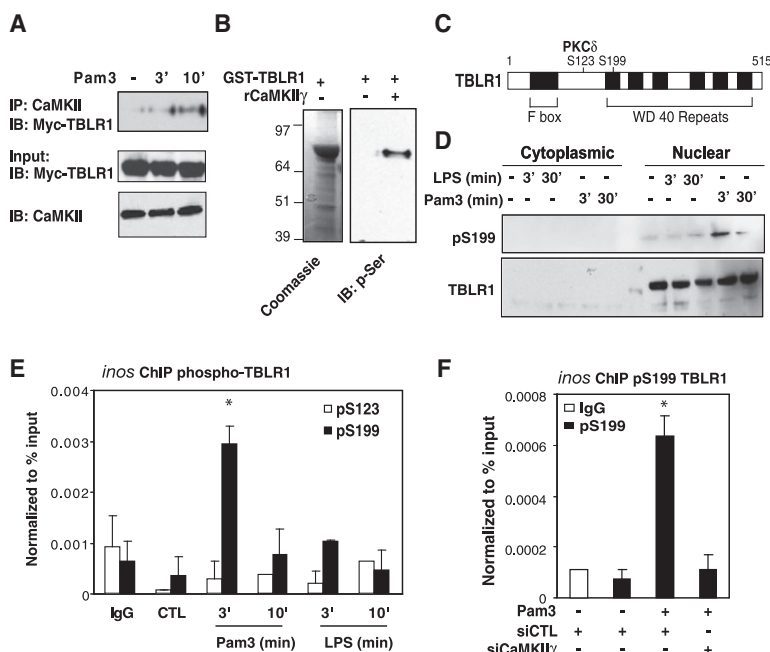 A
Pam3 - 3' 10'
IP: CaMKII
IB: Myc-TBLR1
Input:
IB: Myc-TBLR1
IB: CaMKII
B
GST-TBLR1 + + +
rCaMKIIγ - - +
97
64
51
39
Coomassie
IB: p-Ser
C
PKCδ
1 S123 S199 515
TBLR1
F box WD 40 Repeats
D
Cytoplasmic Nuclear
LPS (min) - 3' 30' - 3' 30'
Pam3 (min) - 3' 30' - 3' 30'
pS199
TBLR1
E
inos ChIP phospho-TBLR1
Normalized to % input
0.004
0.003
0.002
0.001
0
*
pS123
pS199
IgG CTL 3' 10' 3' 10'
Pam3 (min) LPS (min)
F
inos ChIP pS199 TBLR1
Normalized to % input
0.0008
0.0006
0.0004
0.0002
0
IgG
pS199
*
Pam3 - - + +
siCTL + + + -
siCaMKIIγ - - - +